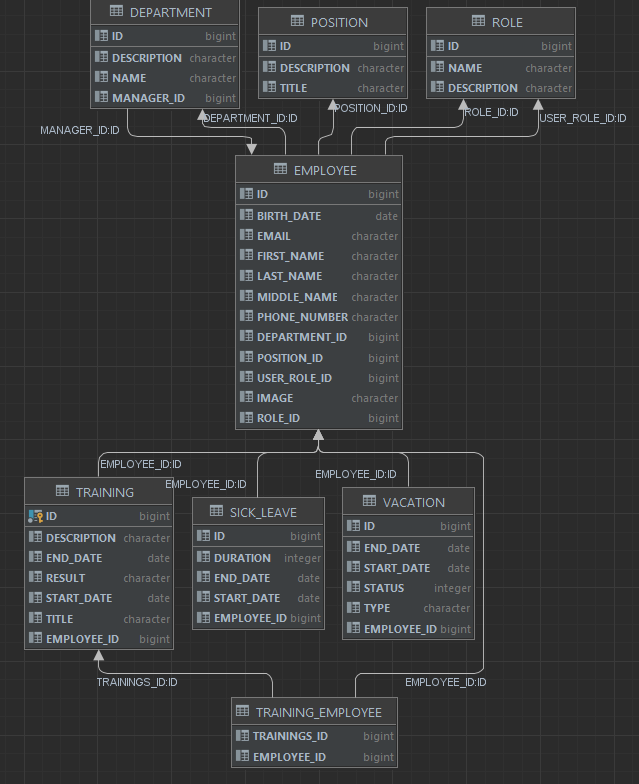 DEPARTMENT
ID bigint
DESCRIPTION character
NAME character
MANAGER_ID bigint
POSITION
ID bigint
DESCRIPTION character
TITLE character
ROLE
ID bigint
NAME character
DESCRIPTION character
MANAGER_ID:ID
DEPARTMENT_ID:ID
POSITION_ID:ID
ROLE_ID:ID
USER_ROLE_ID:ID
EMPLOYEE
ID bigint
BIRTH_DATE date
EMAIL character
FIRST_NAME character
LAST_NAME character
MIDDLE_NAME character
PHONE_NUMBER character
DEPARTMENT_ID bigint
POSITION_ID bigint
USER_ROLE_ID bigint
IMAGE character
ROLE_ID bigint
EMPLOYEE_ID:ID
EMPLOYEE_ID:ID
EMPLOYEE_ID:ID
TRAINING
ID bigint
DESCRIPTION character
END_DATE date
RESULT character
START_DATE date
TITLE character
EMPLOYEE_ID bigint
SICK_LEAVE
ID bigint
DURATION integer
END_DATE date
START_DATE date
EMPLOYEE_ID bigint
VACATION
ID bigint
END_DATE date
START_DATE date
STATUS integer
TYPE character
EMPLOYEE_ID bigint
TRAININGS_ID:ID
EMPLOYEE_ID:ID
TRAINING_EMPLOYEE
TRAININGS_ID bigint
EMPLOYEE_ID bigint